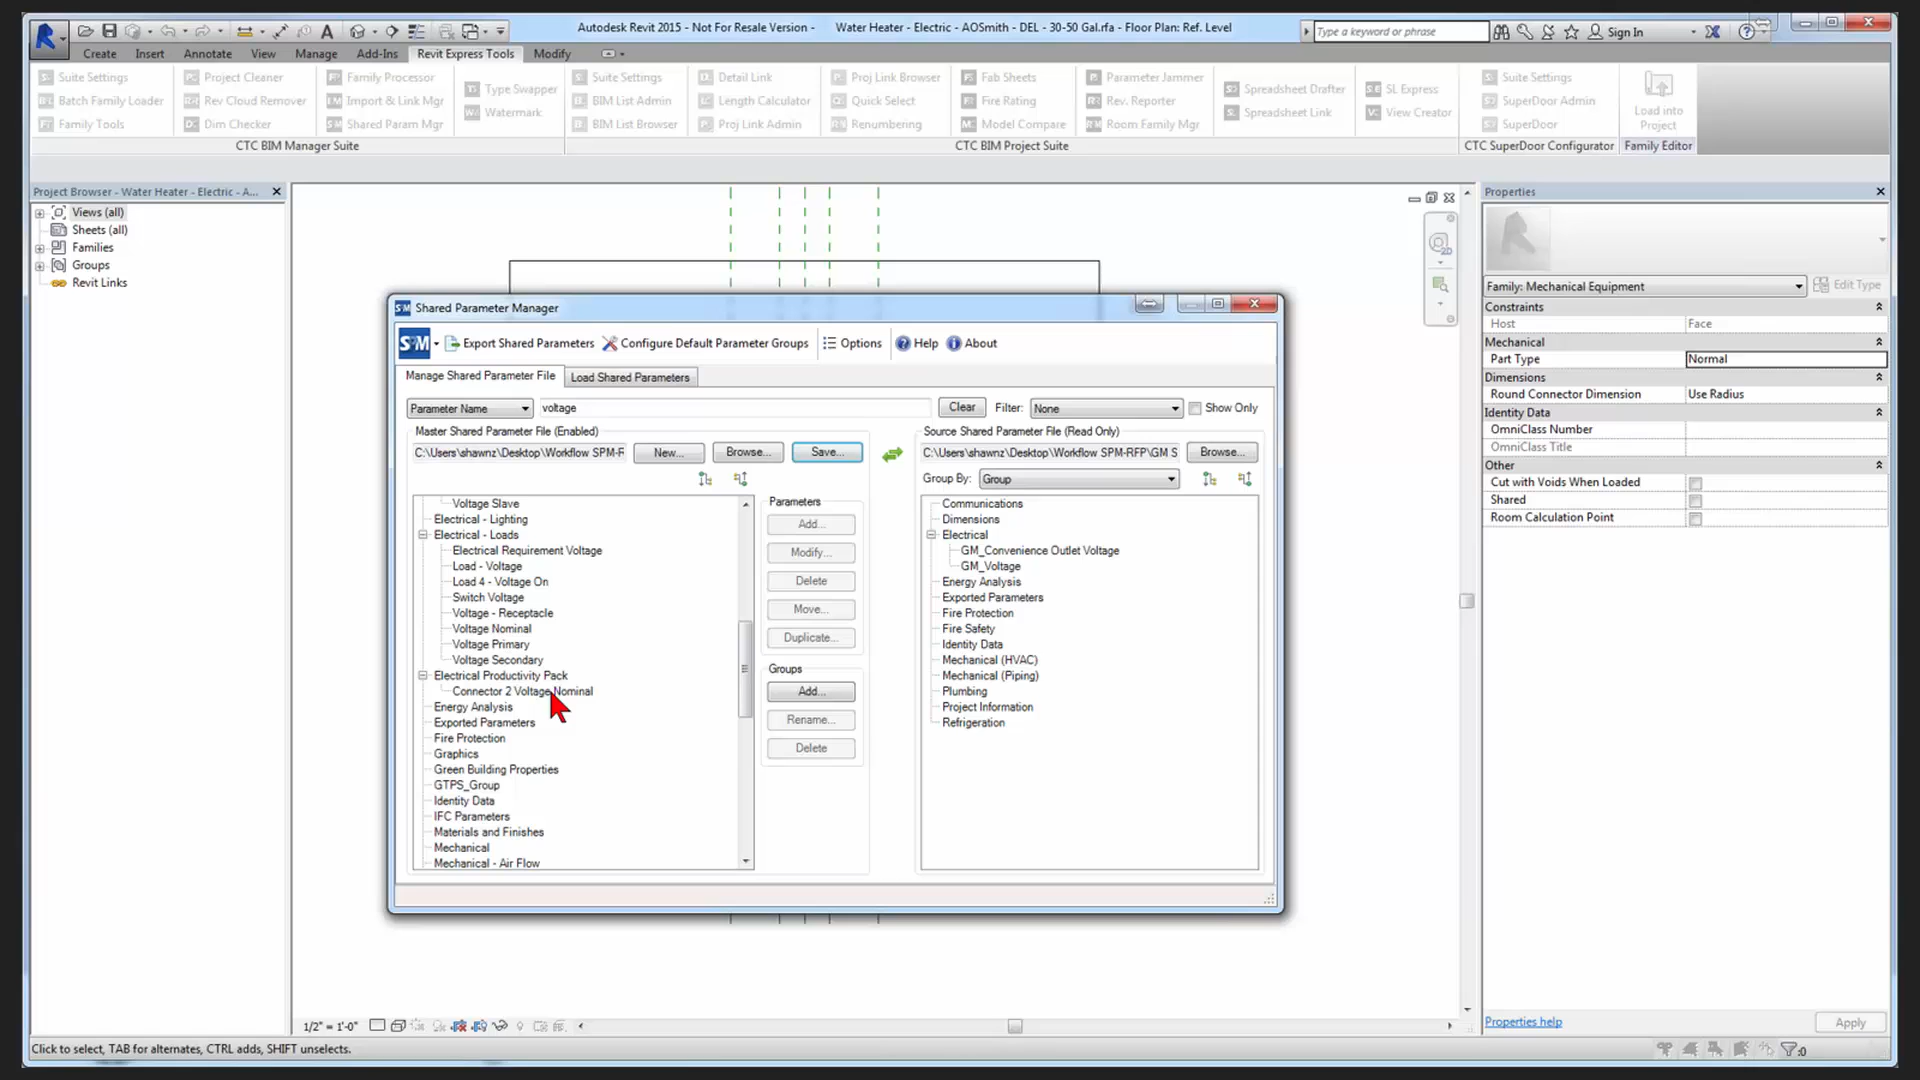 Autodesk Revit 2015 - Not For Resale Version - Water Heater - Electric - AOSmith - DEL - 30-50 Gal.rfa - Floor Plan: Ref. Level
Type a keyword or phrase
Sign In
Create Insert Annotate View Manage Add-Ins Revit Express Tools Modify
Suite Settings Project Cleaner Family Processor Type Swapper Suite Settings Detail Link Proj Link Browser Fab Sheets Parameter Jammer Spreadsheet Drafter SL Express Suite Settings
Batch Family Loader Rev Cloud Overover Import & Link Mgr Watermark BIM List Admin Length Calculator Quick Select Fire Rating Rev. Reporter Spreadsheet Link View Creator SuperDoor Admin Load into
Family Tools Dim Checker Shared Param Mgr BIM List Browser Proj Link Admin Renumbering Model Compare Room Family Mgr SuperDoor Project
CTC BIM Manager Suite CTC BIM Project Suite CTC SuperDoor Configurator Family Editor
Project Browser - Water Heater - Electric - A...
Views (all)
Sheets (all)
Families
Groups
Revit Links
Shared Parameter Manager
SPM Export Shared Parameters Configure Default Parameter Groups Options Help About
Manage Shared Parameter File Load Shared Parameters
Parameter Name voltage Clear Filter: None Show Only
Master Shared Parameter File (Enabled)
C:\Users\shawnz\Desktop\Workflow SPM-R New... Browse... Save...
Voltage Slave
Electrical - Lighting
Electrical - Loads
Electrical Requirement Voltage
Load - Voltage
Load 4 - Voltage On
Switch Voltage
Voltage - Receptacle
Voltage Nominal
Voltage Primary
Voltage Secondary
Electrical Productivity Pack
Connector 2 Voltage Nominal
Energy Analysis
Exported Parameters
Fire Protection
Graphics
Green Building Properties
GTPS_Group
Identity Data
IFC Parameters
Materials and Finishes
Mechanical
Mechanical - Air Flow
Parameters
Add...
Modify...
Delete
Move...
Duplicate...
Groups
Add...
Rename...
Delete
Source Shared Parameter File (Read Only)
C:\Users\shawnz\Desktop\Workflow SPM-RFP\GM S Browse...
Group By: Group
Communications
Dimensions
Electrical
GM_Convenience Outlet Voltage
GM_Voltage
Energy Analysis
Exported Parameters
Fire Protection
Fire Safety
Identity Data
Mechanical (HVAC)
Mechanical (Piping)
Plumbing
Project Information
Refrigeration
Properties
Family: Mechanical Equipment Edit Type
Constraints
Host Face
Mechanical
Part Type Normal
Dimensions
Round Connector Dimension Use Radius
Identity Data
OmniClass Number
OmniClass Title
Other
Cut with Voids When Loaded
Shared
Room Calculation Point
Properties help Apply
1/2" = 1'-0"
Click to select, TAB for alternates, CTRL adds, SHIFT unselects.
:0